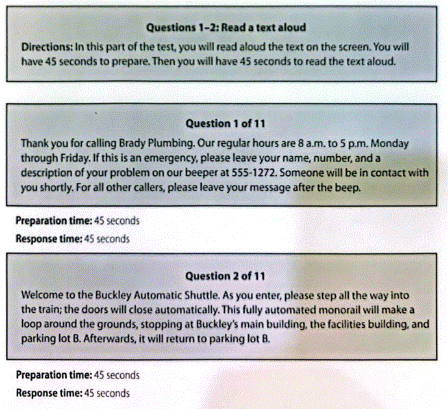 Questions 1–2: Read a text aloud
Directions: In this part of the test, you will read aloud the text on the screen. You will
have 45 seconds to prepare. Then you will have 45 seconds to read the text aloud.
Question 1 of 11
Thank you for calling Brady Plumbing. Our regular hours are 8 a.m. to 5 p.m. Monday
through Friday. If this is an emergency, please leave your name, number, and a
description of your problem on our beeper at 555-1272. Someone will be in contact with
you shortly. For all other callers, please leave your message after the beep.
Preparation time: 45 seconds
Response time: 45 seconds
Question 2 of 11
Welcome to the Buckley Automatic Shuttle. As you enter, please step all the way into
the train; the doors will close automatically. This fully automated monorail will make a
loop around the grounds, stopping at Buckley's main building, the facilities building, and
parking lot B. Afterwards, it will return to parking lot B.
Preparation time: 45 seconds
Response time: 45 seconds